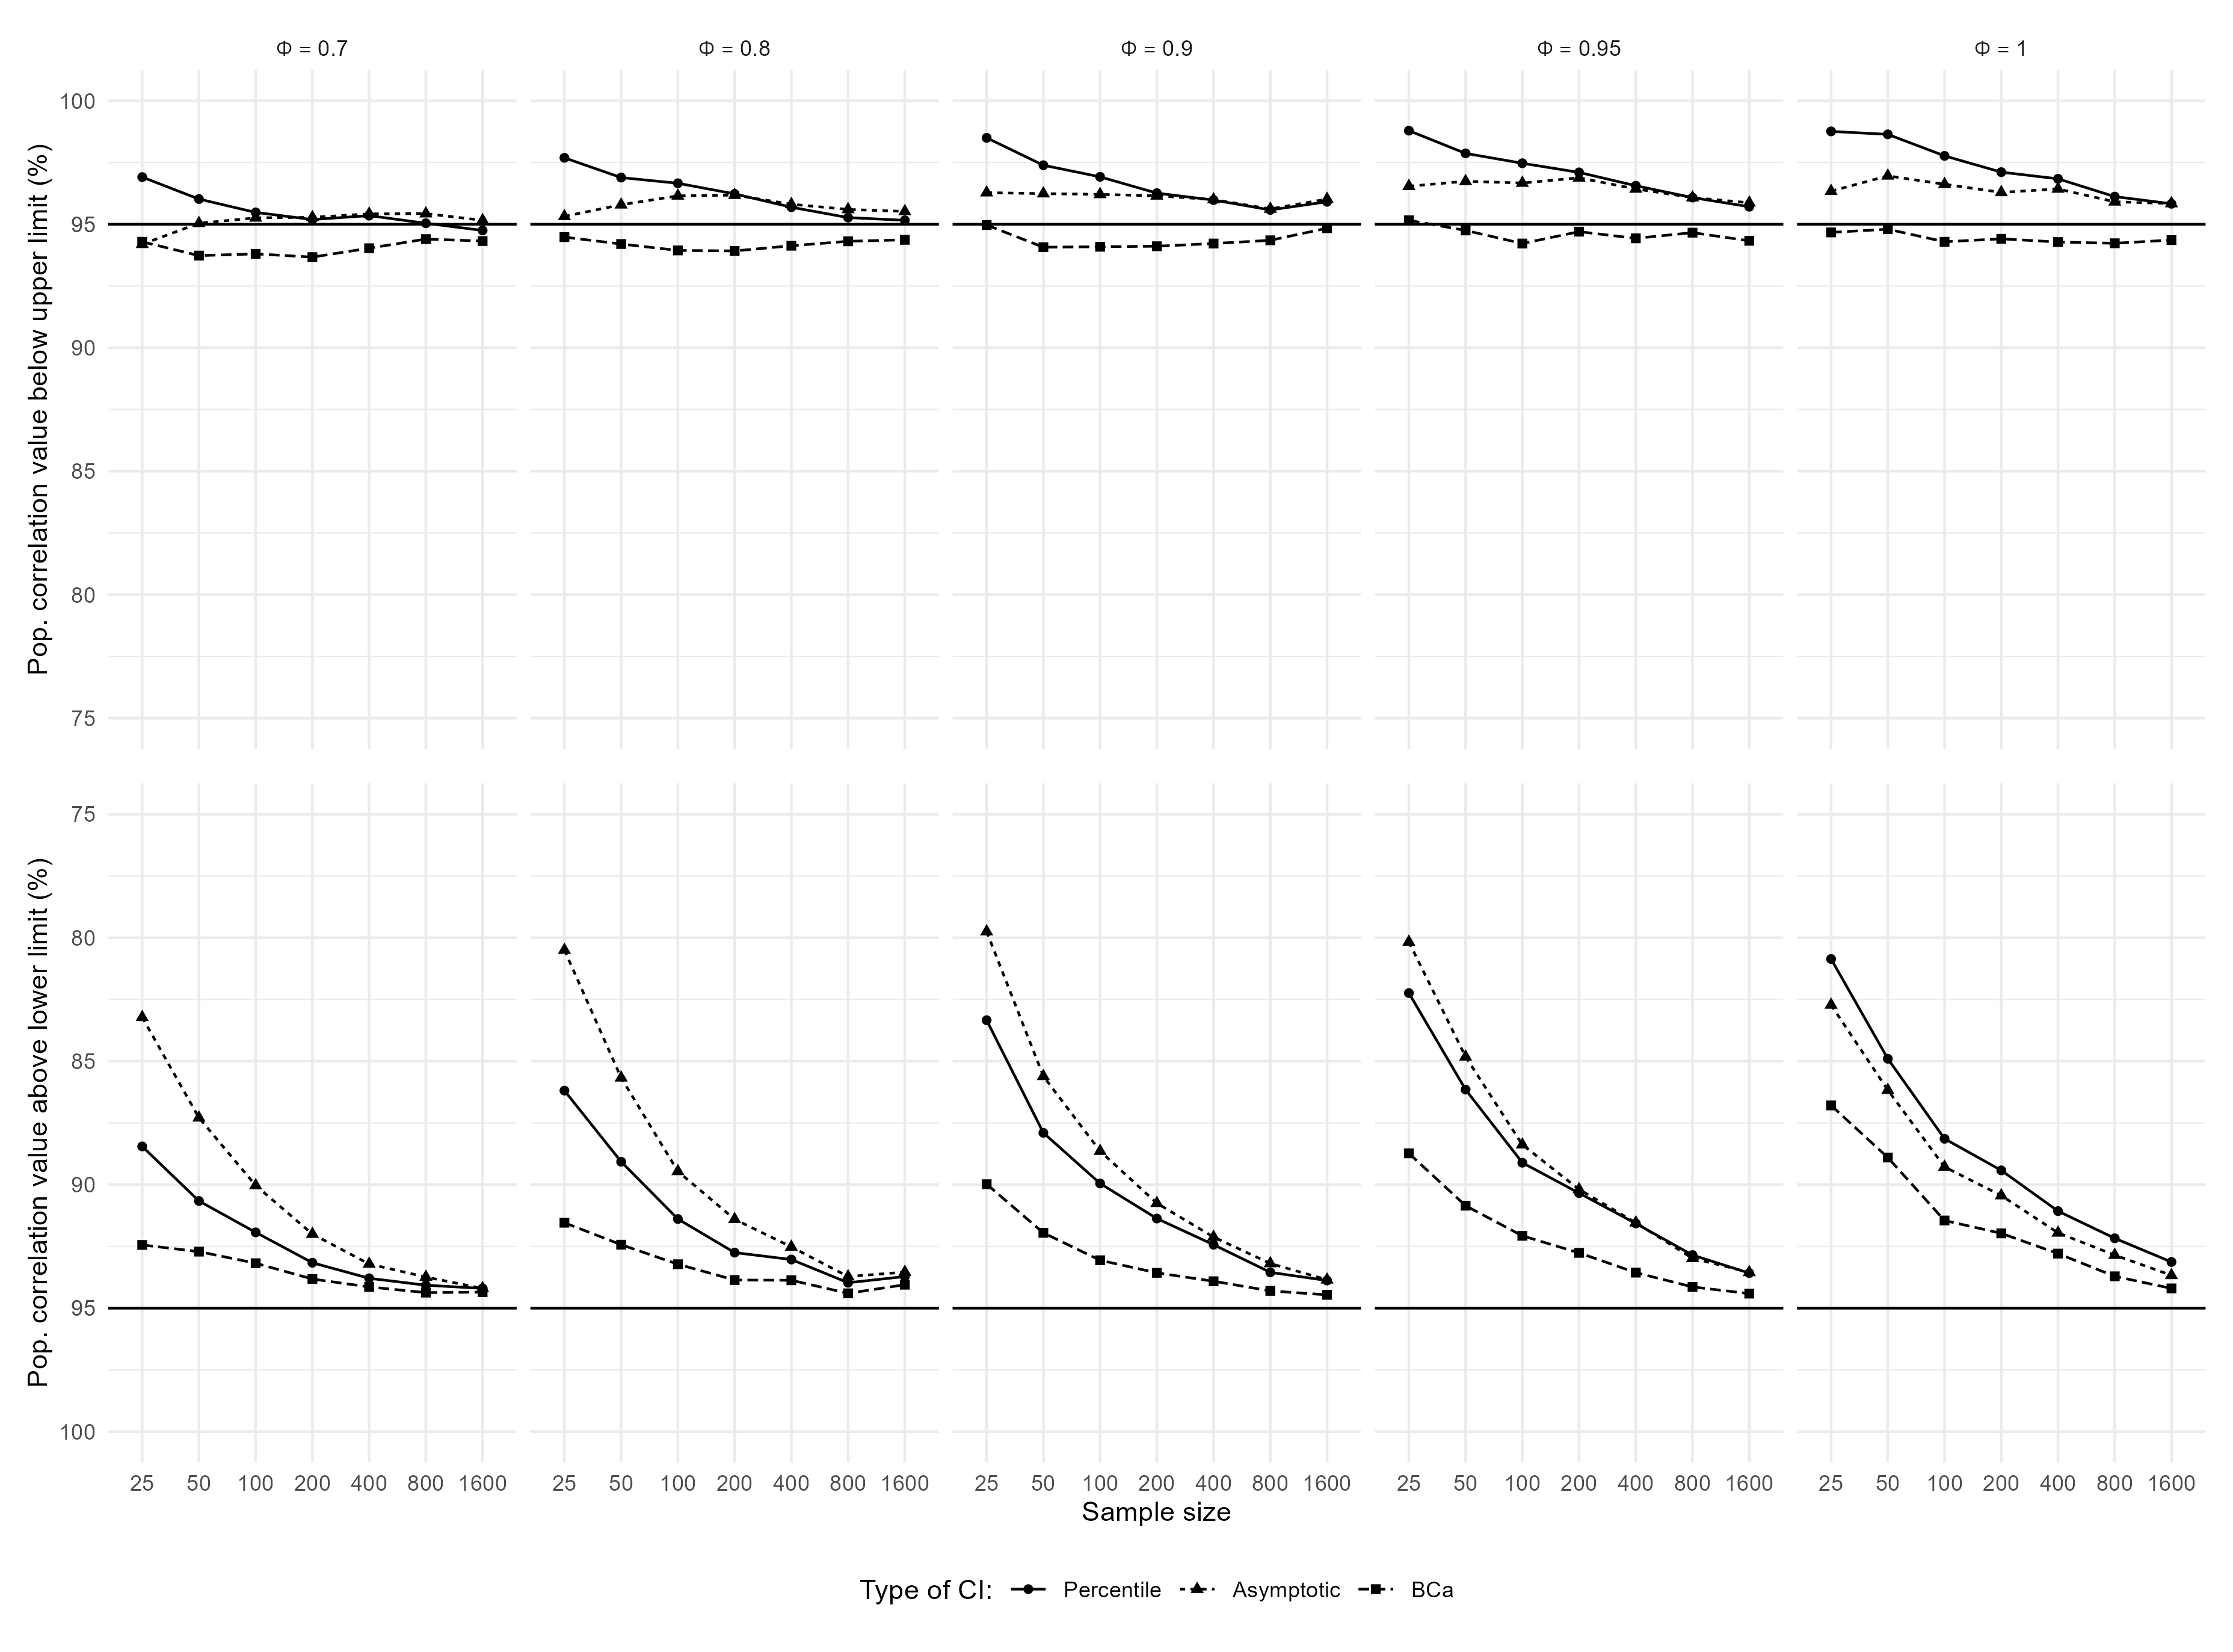 Φ = 0.7 Φ = 0.8 Φ = 0.9 Φ = 0.95 Φ = 1
Pop. correlation value below upper limit (%)
100
95
90
85
80
75
Pop. correlation value above lower limit (%)
75
80
85
90
95
100
25 50 100 200 400 800 1600 25 50 100 200 400 800 1600 25 50 100 200 400 800 1600 25 50 100 200 400 800 1600 25 50 100 200 400 800 1600
Sample size
Type of CI: Percentile Asymptotic BCa